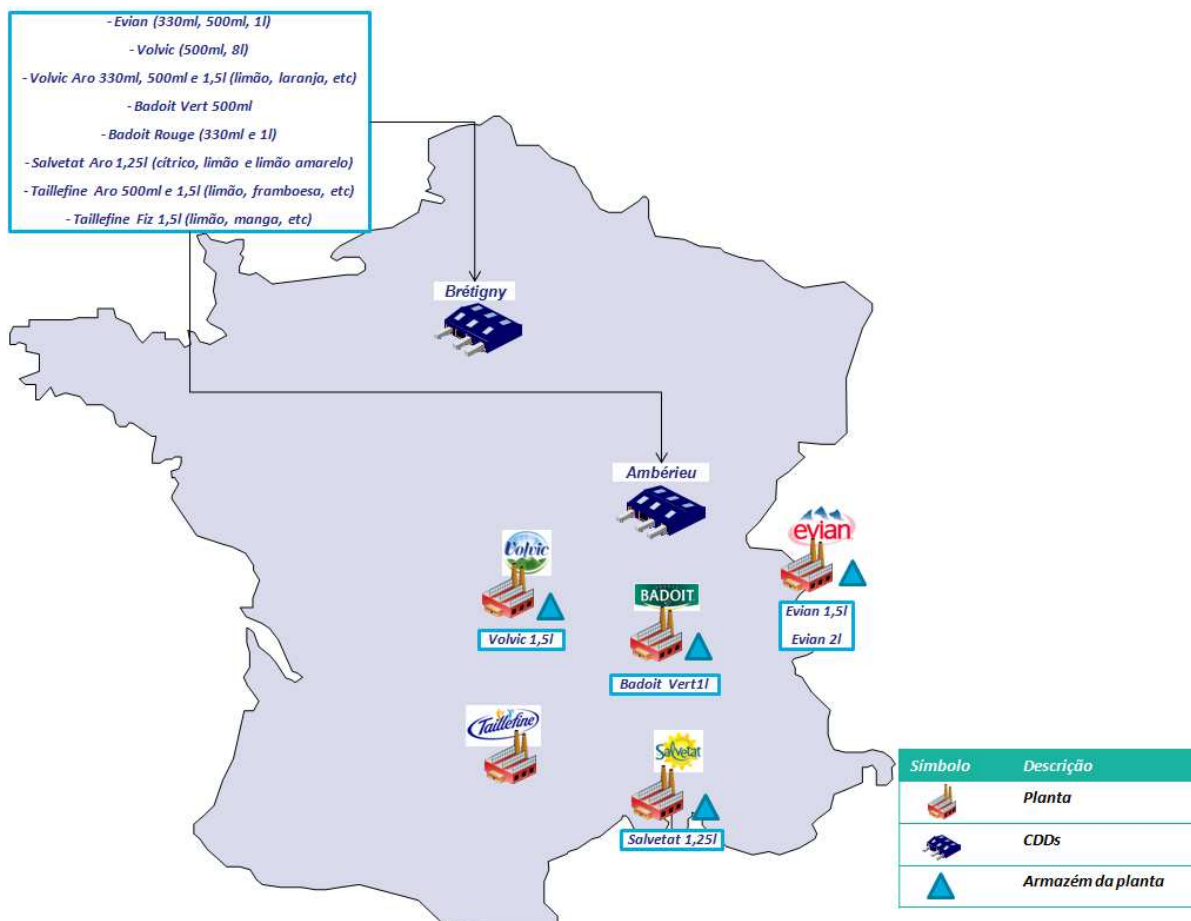 - Evian (330ml, 500ml, 1l)
- Volvic (500ml, 8l)
- Volvic Aro 330ml, 500ml e 1,5l (limão, laranja, etc)
- Badoit Vert 500ml
- Badoit Rouge (330ml e 1l)
- Salvetat Aro 1,25l (cítrico, limão e limão amarelo)
- Taillefine Aro 500ml e 1,5l (limão, framboesa, etc)
- Taillefine Fiz 1,5l (limão, manga, etc)
Brétigny
Ambérieu
evian
Volvic
BADOIT
Evian 1,5l
Evian 2l
Volvic 1,5l
Badoit Vert1l
Taillefine
Salvetat
Salvetat 1,25l
Símbolo Descrição
Planta
CDDs
Armazém da planta